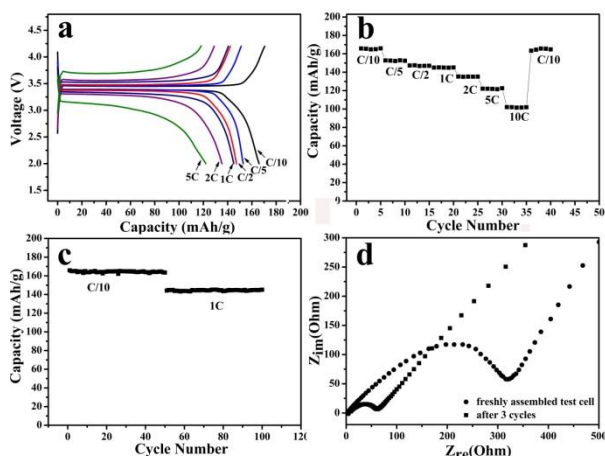 a
Voltage (V)
4.5
4.0
3.5
3.0
2.5
2.0
1.5
5C
2C
1C
C/2
C/5
C/10
0 20 40 60 80 100 120 140 160 180 200
Capacity (mAh/g)
b
Capacity (mAh/g)
200
180
160
140
120
100
80
60
40
20
0
C/10
C/5
C/2
1C
2C
5C
10C
C/10
0 5 10 15 20 25 30 35 40 45
Cycle Number
c
Capacity (mAh/g)
200
180
160
140
120
100
80
60
40
20
0
C/10
1C
0 20 40 60 80 100
Cycle Number
d
Zim(Ohm)
350
300
250
200
150
100
50
0
freshly assembled test cell
after 3 cycles
0 100 200 300 400 500
Zre(Ohm)